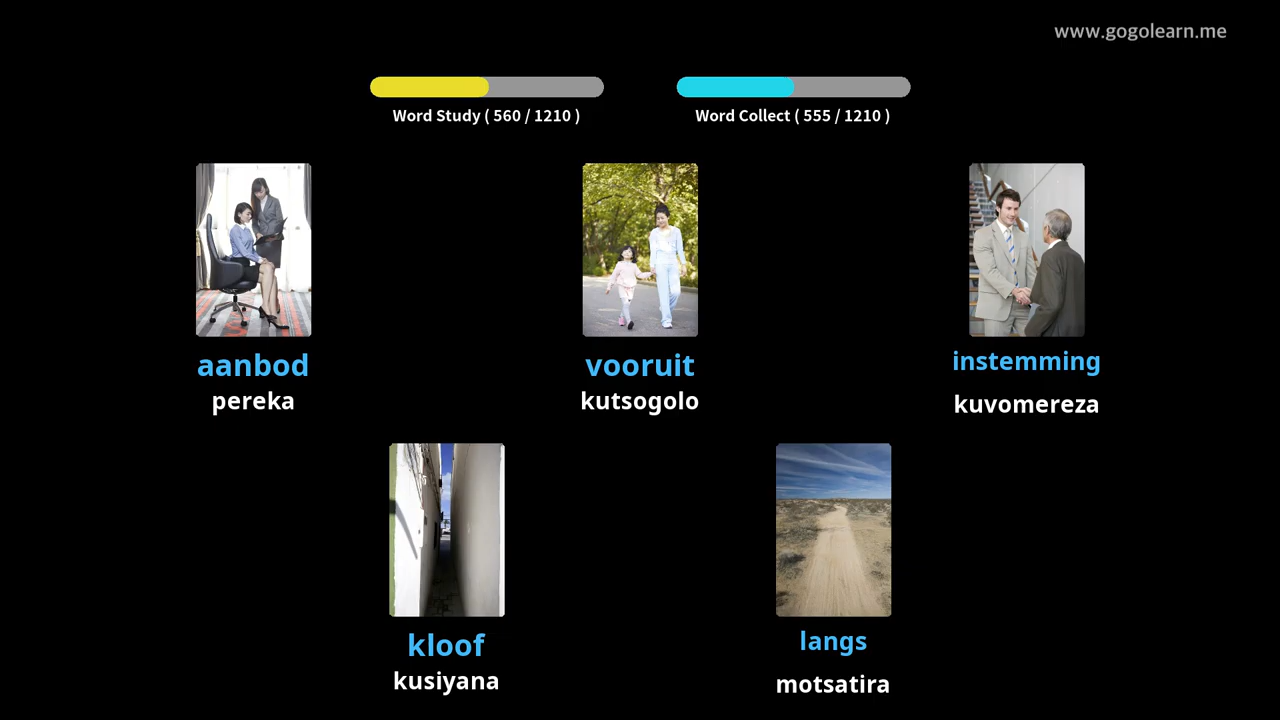 www.gogolearn.me
Word Study ( 560 / 1210 )
Word Collect ( 555 / 1210 )
aanbod
pereka
vooruit
kutsogolo
instemming
kuvomereza
kloof
kusiyana
langs
motsatira